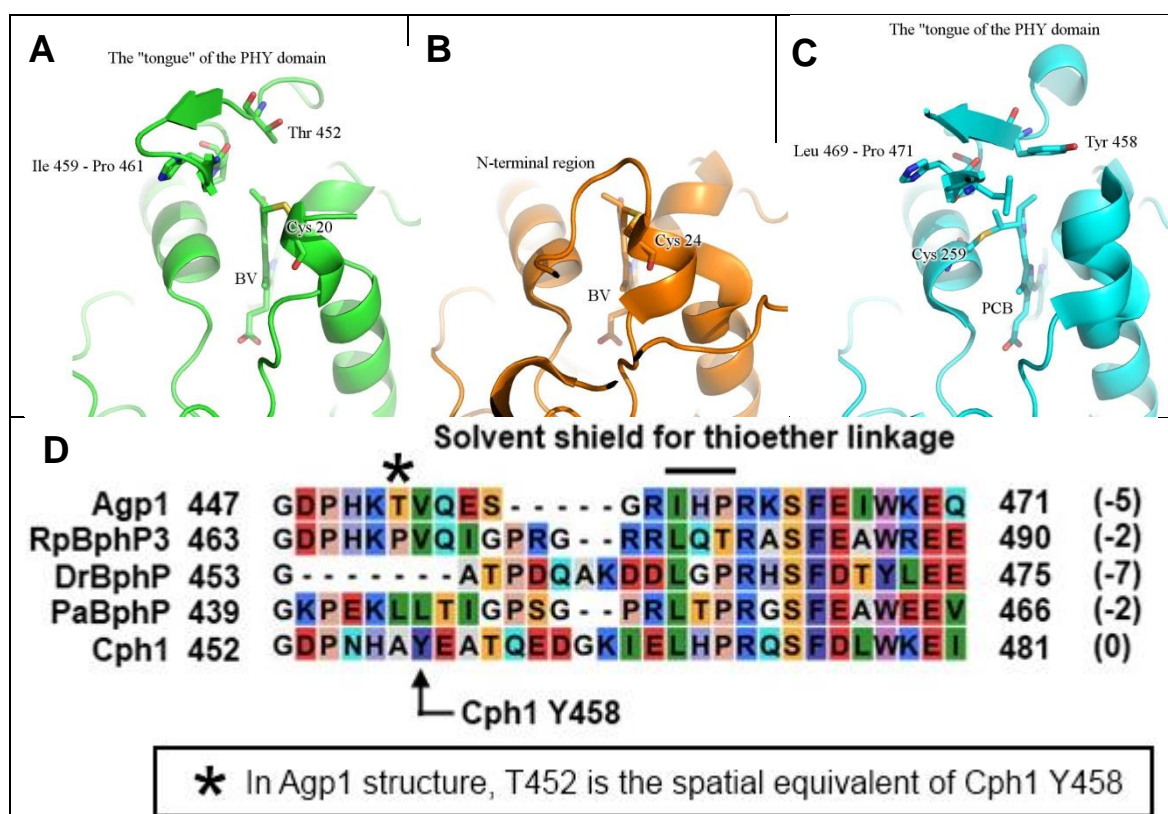 A
The "tongue" of the PHY domain
Thr 452
Ile 459 - Pro 461
Cys 20
BV
B
N-terminal region
Cys 24
BV
C
The "tongue of the PHY domain
Tyr 458
Leu 469 - Pro 471
Cys 259
PCB
D
Solvent shield for thioether linkage
*
Agp1 447 GDPHKTVQES-----GRIHPRKSFEIWKEQ 471 (-5)
RpBphP3 463 GDPHKPVQIGPRG--RRLQTRASFEAWREE 490 (-2)
DrBphP 453 G-------ATPDQAKDDLGPRHSFDTYLEE 475 (-7)
PaBphP 439 GKPEKLLTIGPSG--PRLTPRGSFEAWEEV 466 (-2)
Cph1 452 GDPNHAYEATQEDGKIELHPRQSFDLWKEI 481 (0)
Cph1 Y458
* In Agp1 structure, T452 is the spatial equivalent of Cph1 Y458